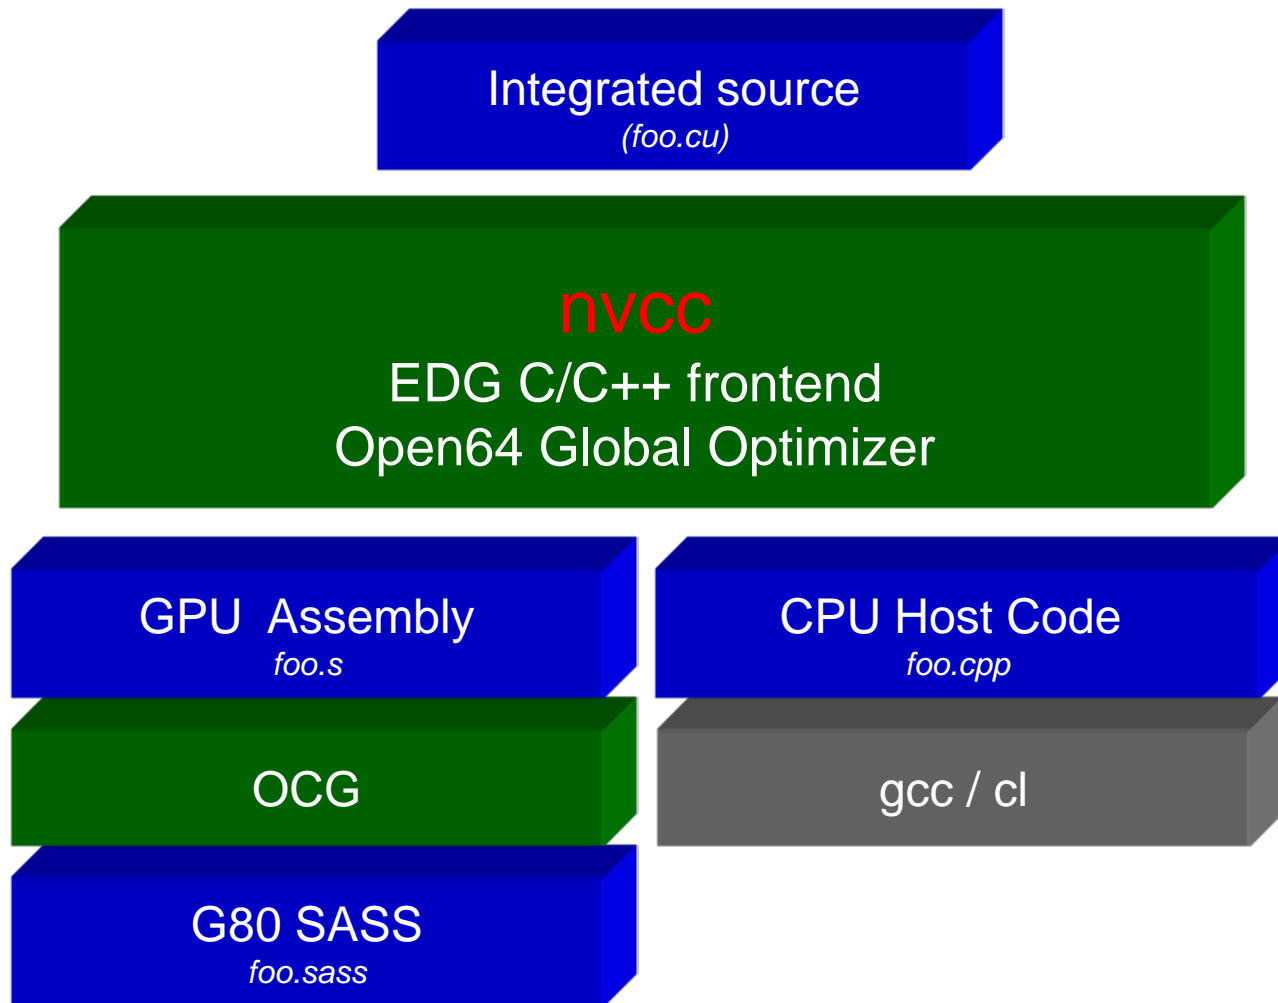 Integrated source
(foo.cu)
nvcc
EDG C/C++ frontend
Open64 Global Optimizer
GPU  Assembly
foo.s
CPU Host Code
foo.cpp
OCG
gcc / cl
G80 SASS
foo.sass